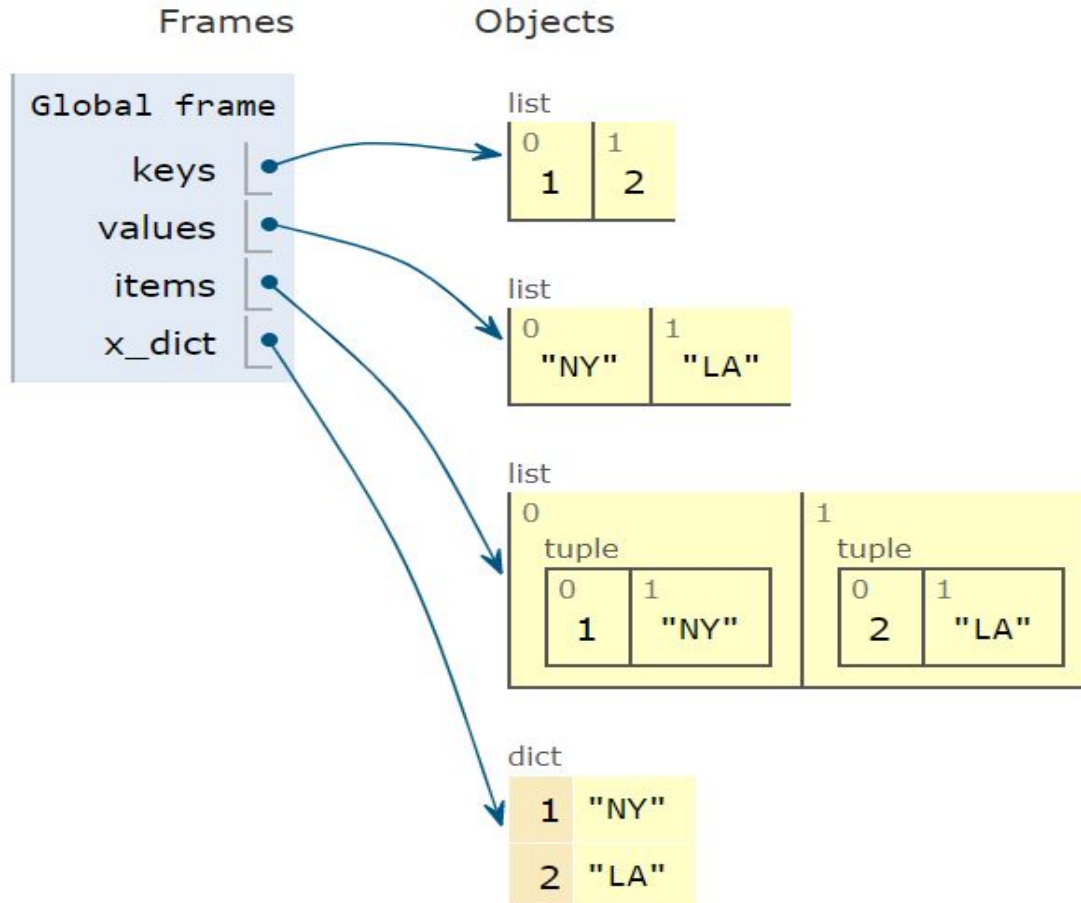 Frames Objects
Global frame
keys
values
items
x_dict
list
0 1
1 2
list
0 1
"NY" "LA"
list
0 1
tuple tuple
0 1 0 1
1 "NY" 2 "LA"
dict
1 "NY"
2 "LA"